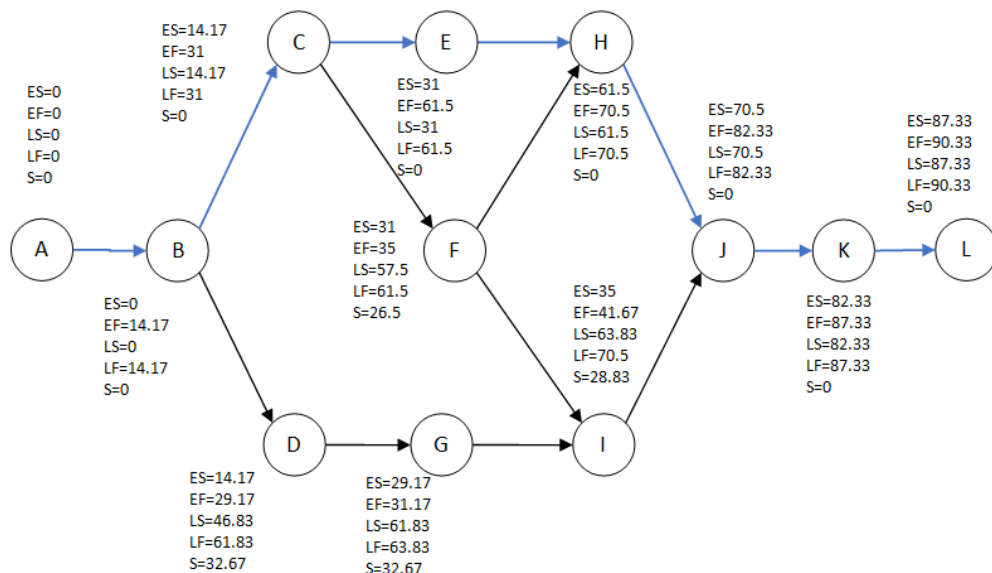 A
ES=0
EF=0
LS=0
LF=0
S=0
B
ES=0
EF=14.17
LS=0
LF=14.17
S=0
C
ES=14.17
EF=31
LS=14.17
LF=31
S=0
D
ES=14.17
EF=29.17
LS=46.83
LF=61.83
S=32.67
E
ES=31
EF=61.5
LS=31
LF=61.5
S=0
F
ES=31
EF=35
LS=57.5
LF=61.5
S=26.5
G
ES=29.17
EF=31.17
LS=61.83
LF=63.83
S=32.67
H
ES=61.5
EF=70.5
LS=61.5
LF=70.5
S=0
I
ES=35
EF=41.67
LS=63.83
LF=70.5
S=28.83
J
ES=70.5
EF=82.33
LS=70.5
LF=82.33
S=0
K
ES=82.33
EF=87.33
LS=82.33
LF=87.33
S=0
L
ES=87.33
EF=90.33
LS=87.33
LF=90.33
S=0